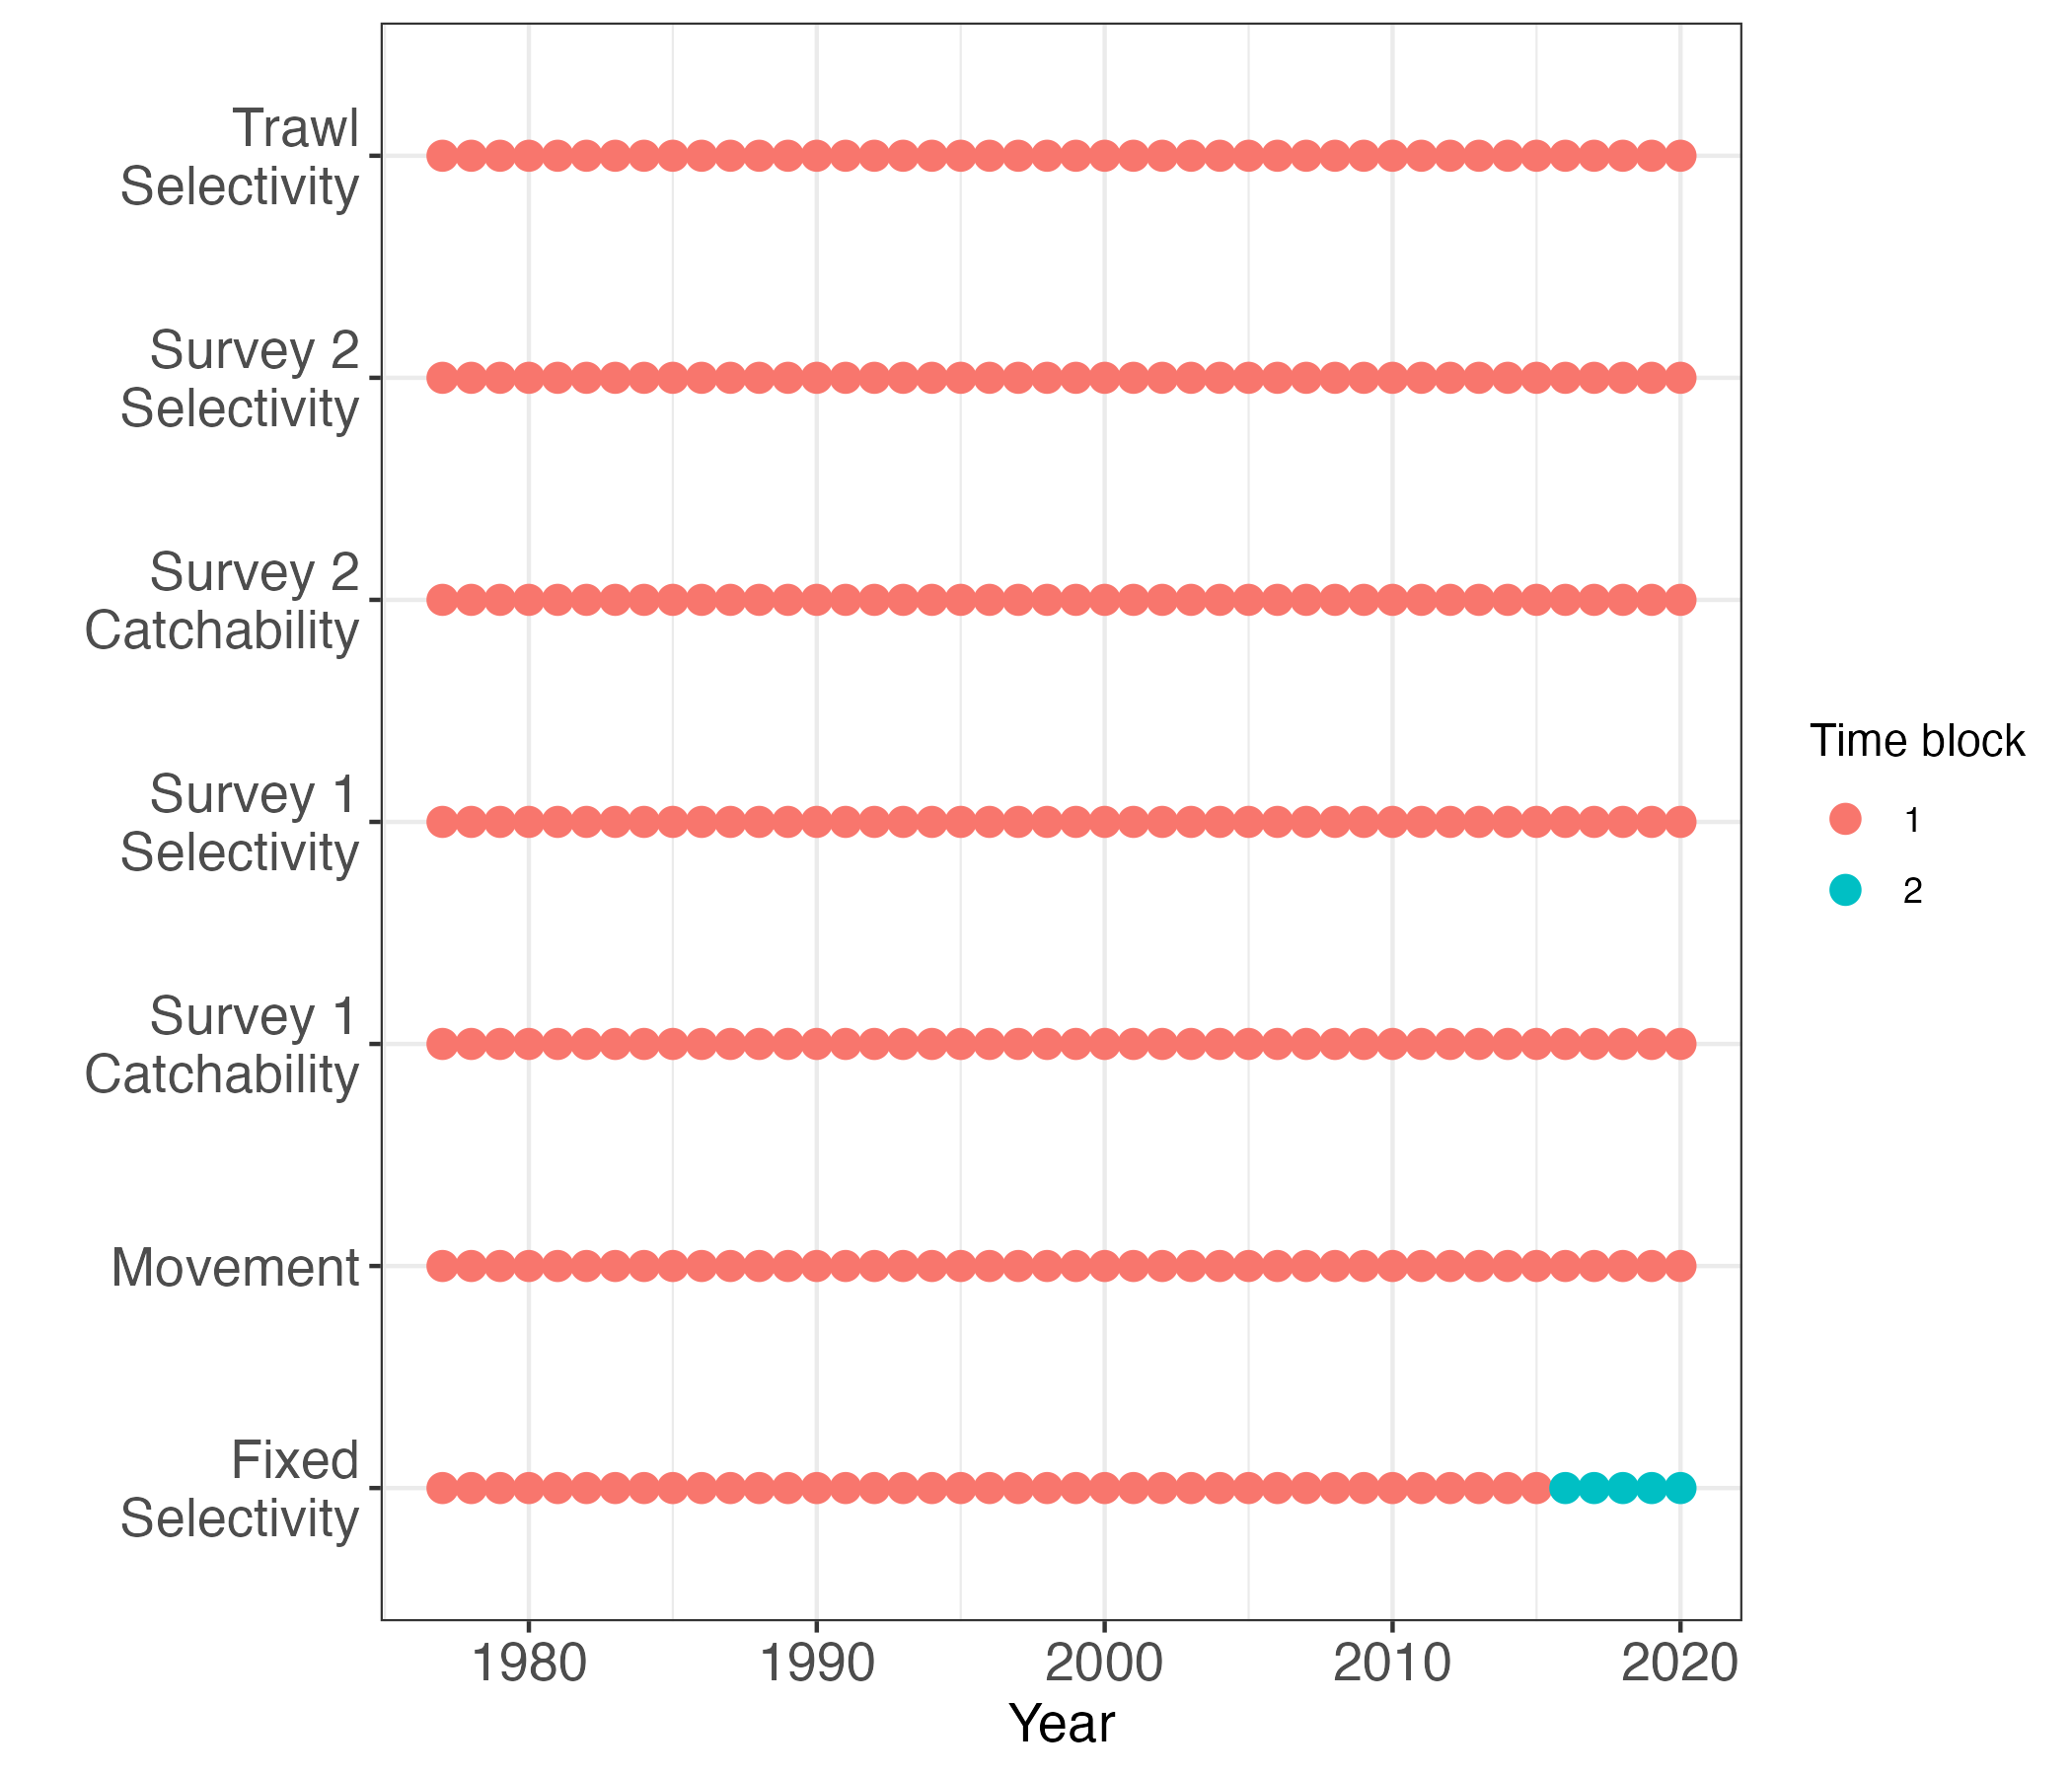 Trawl
Selectivity
Survey 2
Selectivity
Survey 2
Catchability
Survey 1
Selectivity
Survey 1
Catchability
Movement
Fixed
Selectivity
1980
1990
2000
2010
2020
Year
Time block
1
2